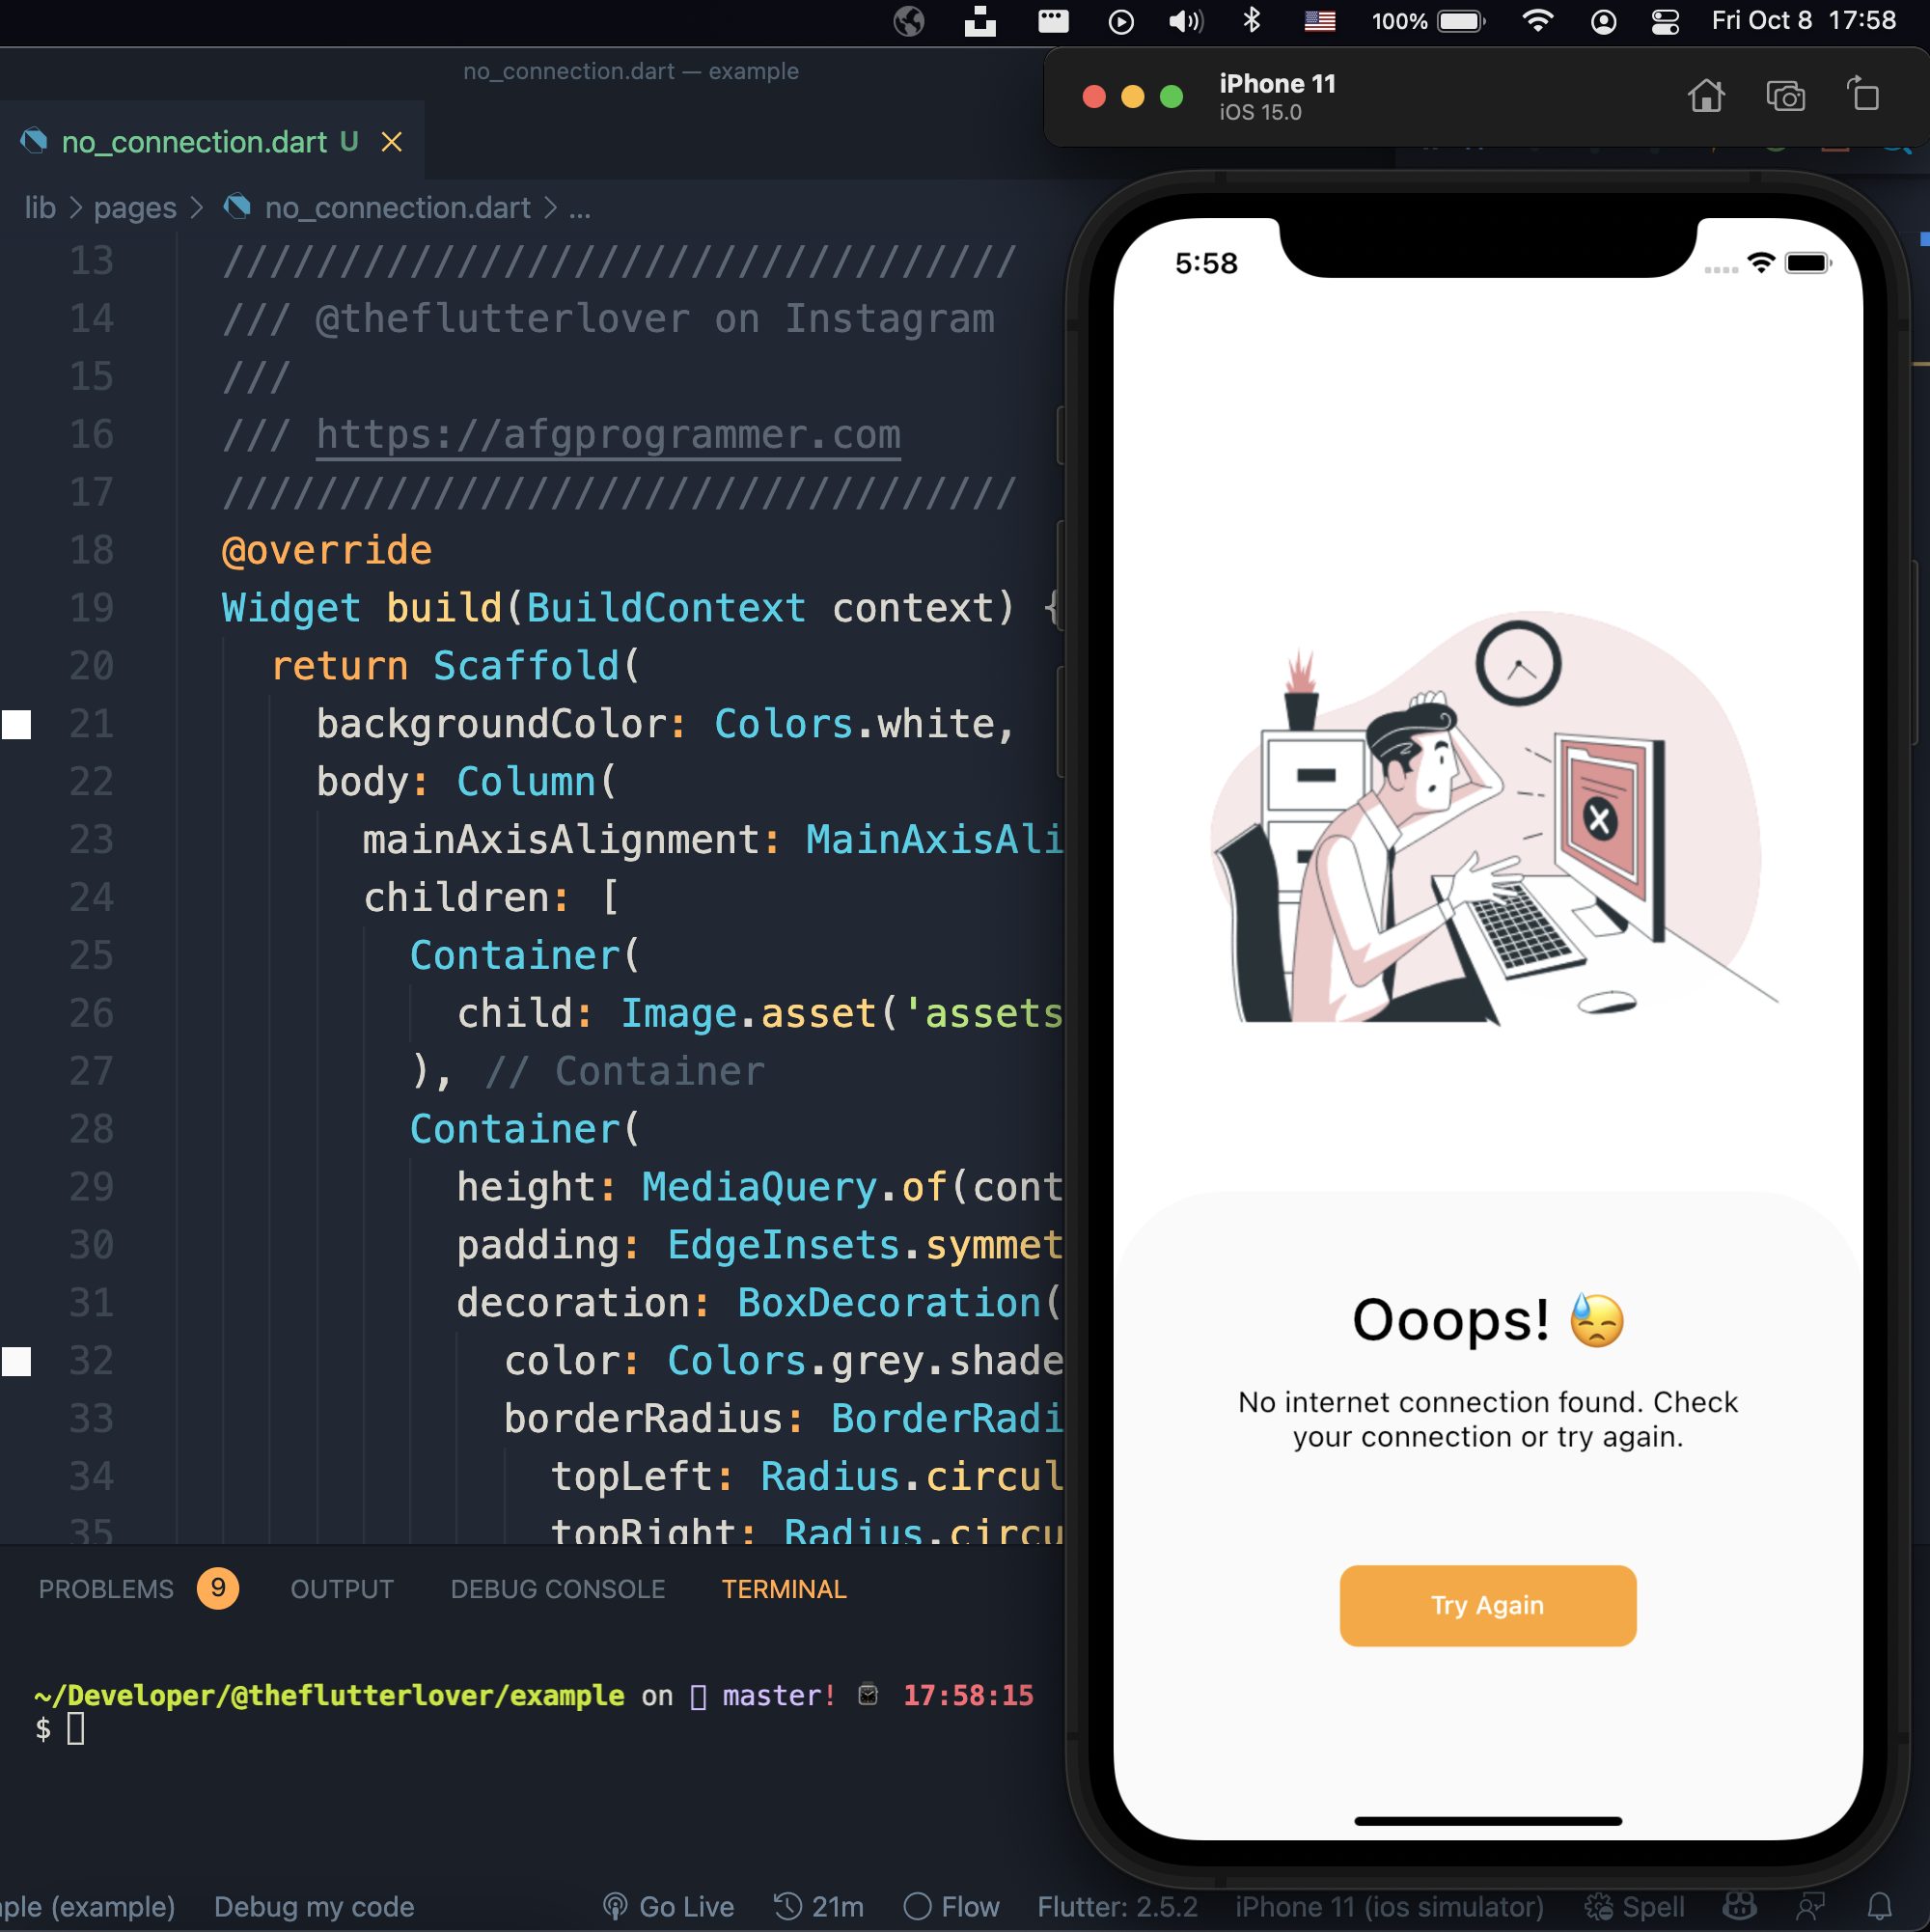 100% Fri Oct 8 17:58
no_connection.dart — example
iPhone 11
iOS 15.0
no_connection.dart U
lib > pages > no_connection.dart > ...
13 //////////////////////////////////
14 /// @theflutterlover on Instagram
15 ///
16 /// https://afgprogrammer.com
17 //////////////////////////////////
18 @override
19 Widget build(BuildContext context) {
20 return Scaffold(
21 backgroundColor: Colors.white,
22 body: Column(
23 mainAxisAlignment: MainAxisAli
24 children: [
25 Container(
26 child: Image.asset('assets
27 ), // Container
28 Container(
29 height: MediaQuery.of(cont
30 padding: EdgeInsets.symmet
31 decoration: BoxDecoration(
32 color: Colors.grey.shade
33 borderRadius: BorderRadi
34 topLeft: Radius.circul
35 topRight: Radius.circu
5:58
Ooops! 😓
No internet connection found. Check
your connection or try again.
Try Again
PROBLEMS 9 OUTPUT DEBUG CONSOLE TERMINAL
~/Developer/@theflutterlover/example on master! 17:58:15
$
ple (example) Debug my code Go Live 21m Flow Flutter: 2.5.2 iPhone 11 (ios simulator) Spell